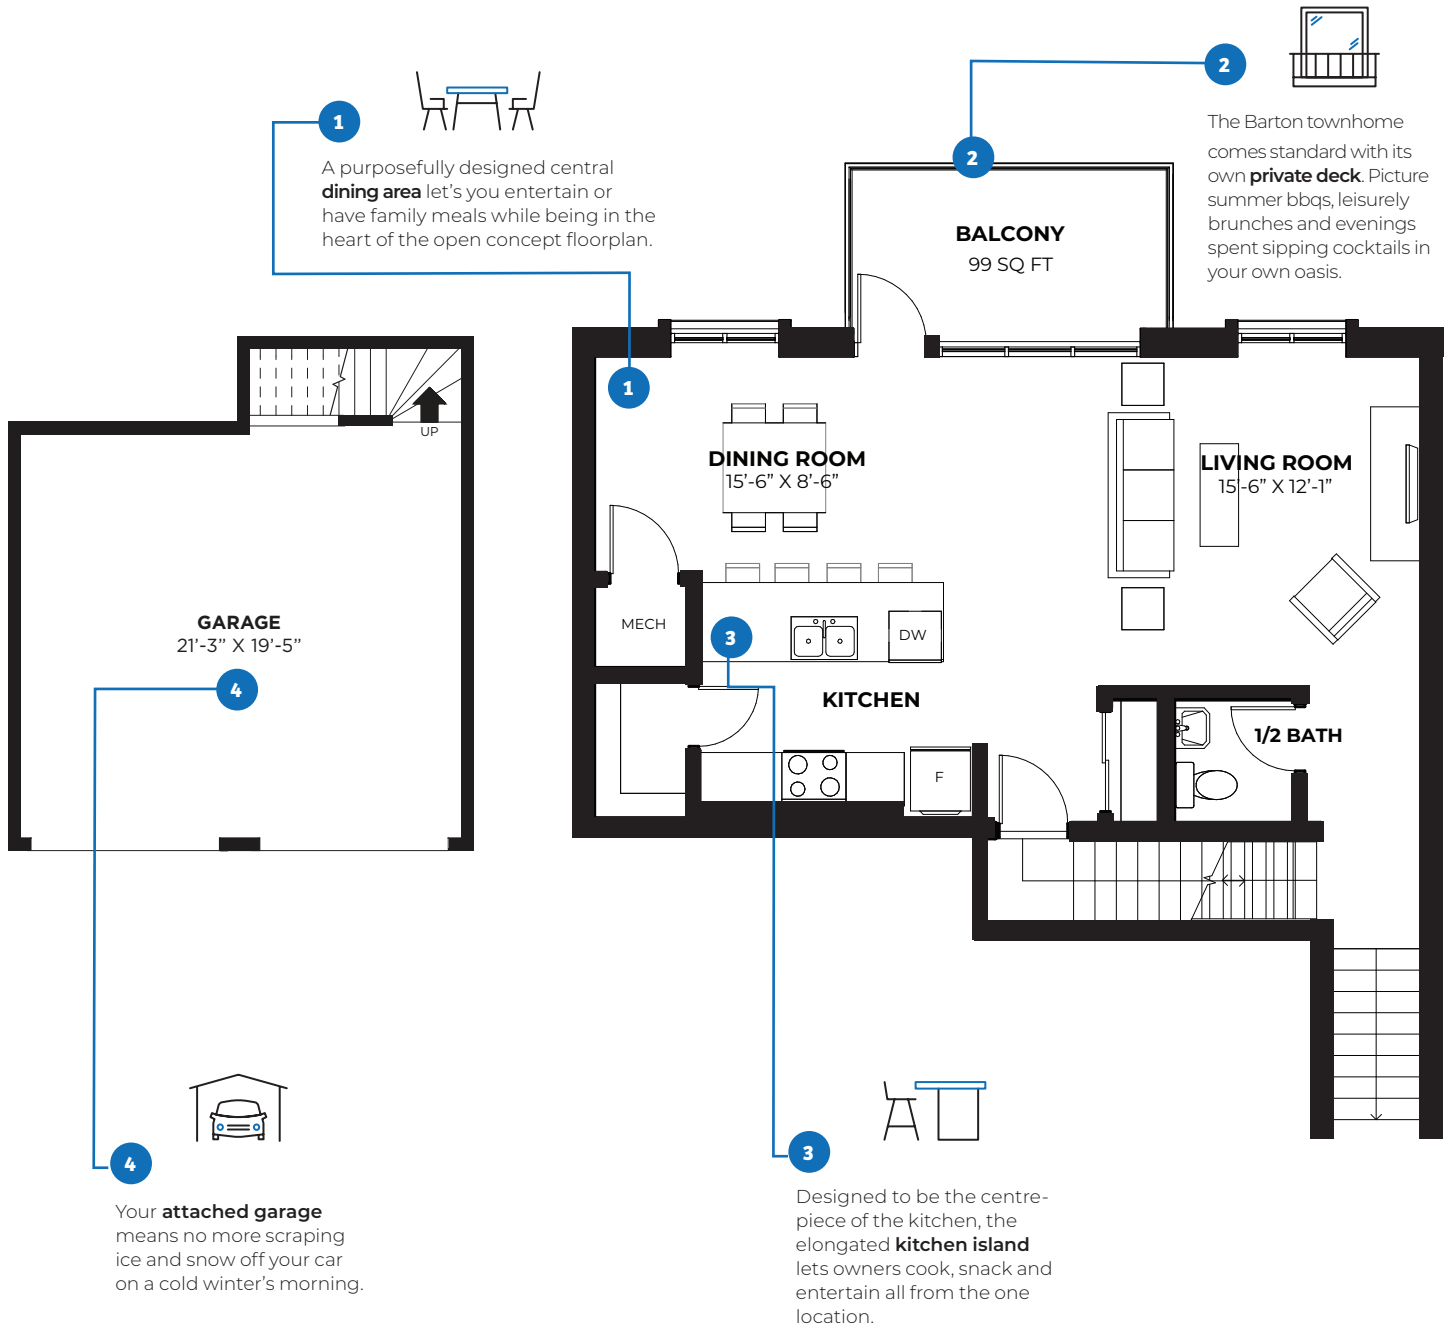 1
A purposefully designed central
dining area let's you entertain or
have family meals while being in the
heart of the open concept floorplan.
2
The Barton townhome
comes standard with its
own private deck. Picture
summer bbqs, leisurely
brunches and evenings
spent sipping cocktails in
your own oasis.
2
BALCONY
99 SQ FT
1
UP
DINING ROOM
15'-6” X 8'-6”
LIVING ROOM
15'-6” X 12'-1”
GARAGE
21'-3” X 19'-5”
4
MECH
3
DW
KITCHEN
1/2 BATH
F
4
Your attached garage
means no more scraping
ice and snow off your car
on a cold winter's morning.
3
Designed to be the centre-
piece of the kitchen, the
elongated kitchen island
lets owners cook, snack and
entertain all from the one
location.